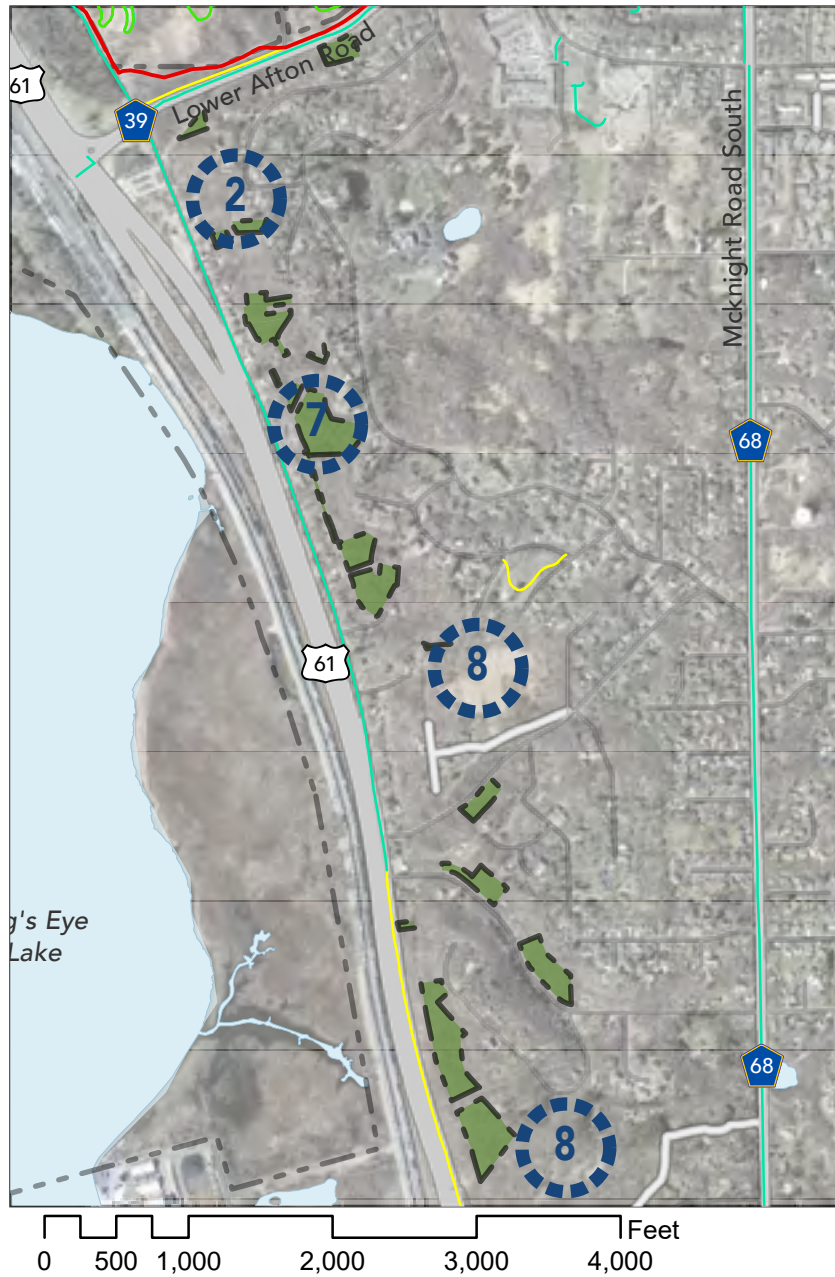 61
39
Lower Afton Road
2
Mcknight Road South
7
68
8
61
g's Eye
Lake
68
8
Feet
0 500 1,000 2,000 3,000 4,000